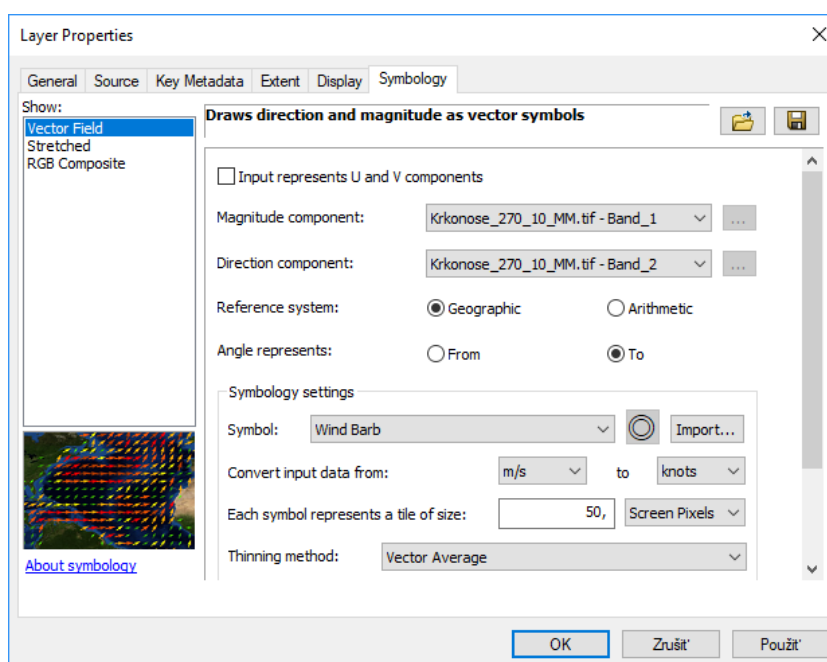 Layer Properties
General Source Key Metadata Extent Display Symbology
Show:
Vector Field
Stretched
RGB Composite
About symbology
Draws direction and magnitude as vector symbols
Input represents U and V components
Magnitude component: Krkonose_270_10_MM.tif - Band_1 ...
Direction component: Krkonose_270_10_MM.tif - Band_2 ...
Reference system: Geographic Arithmetic
Angle represents: From To
Symbology settings
Symbol: Wind Barb Import...
Convert input data from: m/s to knots
Each symbol represents a tile of size: 50, Screen Pixels
Thinning method: Vector Average
OK Zrušiť Použiť